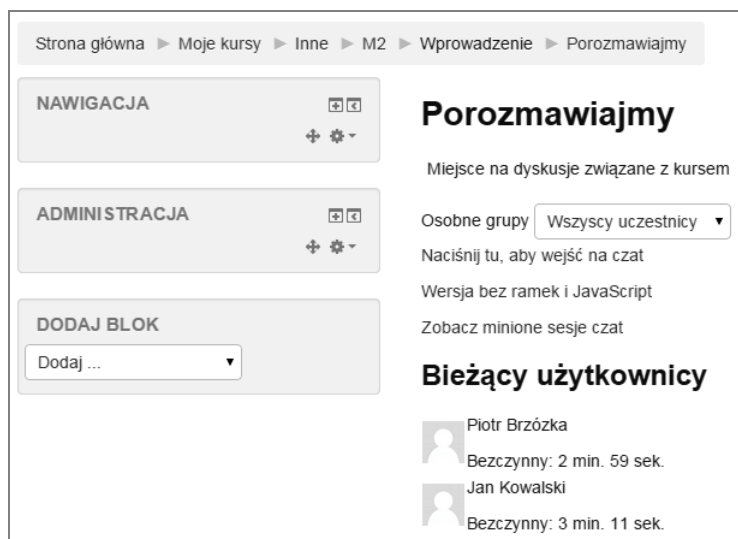 Strona główna ▶ Moje kursy ▶ Inne ▶ M2 ▶ Wprowadzenie ▶ Porozmawiajmy
NAWIGACJA
ADMINISTRACJA
DODAJ BLOK
Dodaj ...
Porozmawiajmy
Miejsce na dyskusje związane z kursem
Osobne grupy Wszyscy uczestnicy
Naciśnij tu, aby wejść na czat
Wersja bez ramek i JavaScript
Zobacz minione sesje czat
Bieżący użytkownicy
Piotr Brzózka
Bezczynny: 2 min. 59 sek.
Jan Kowalski
Bezczynny: 3 min. 11 sek.